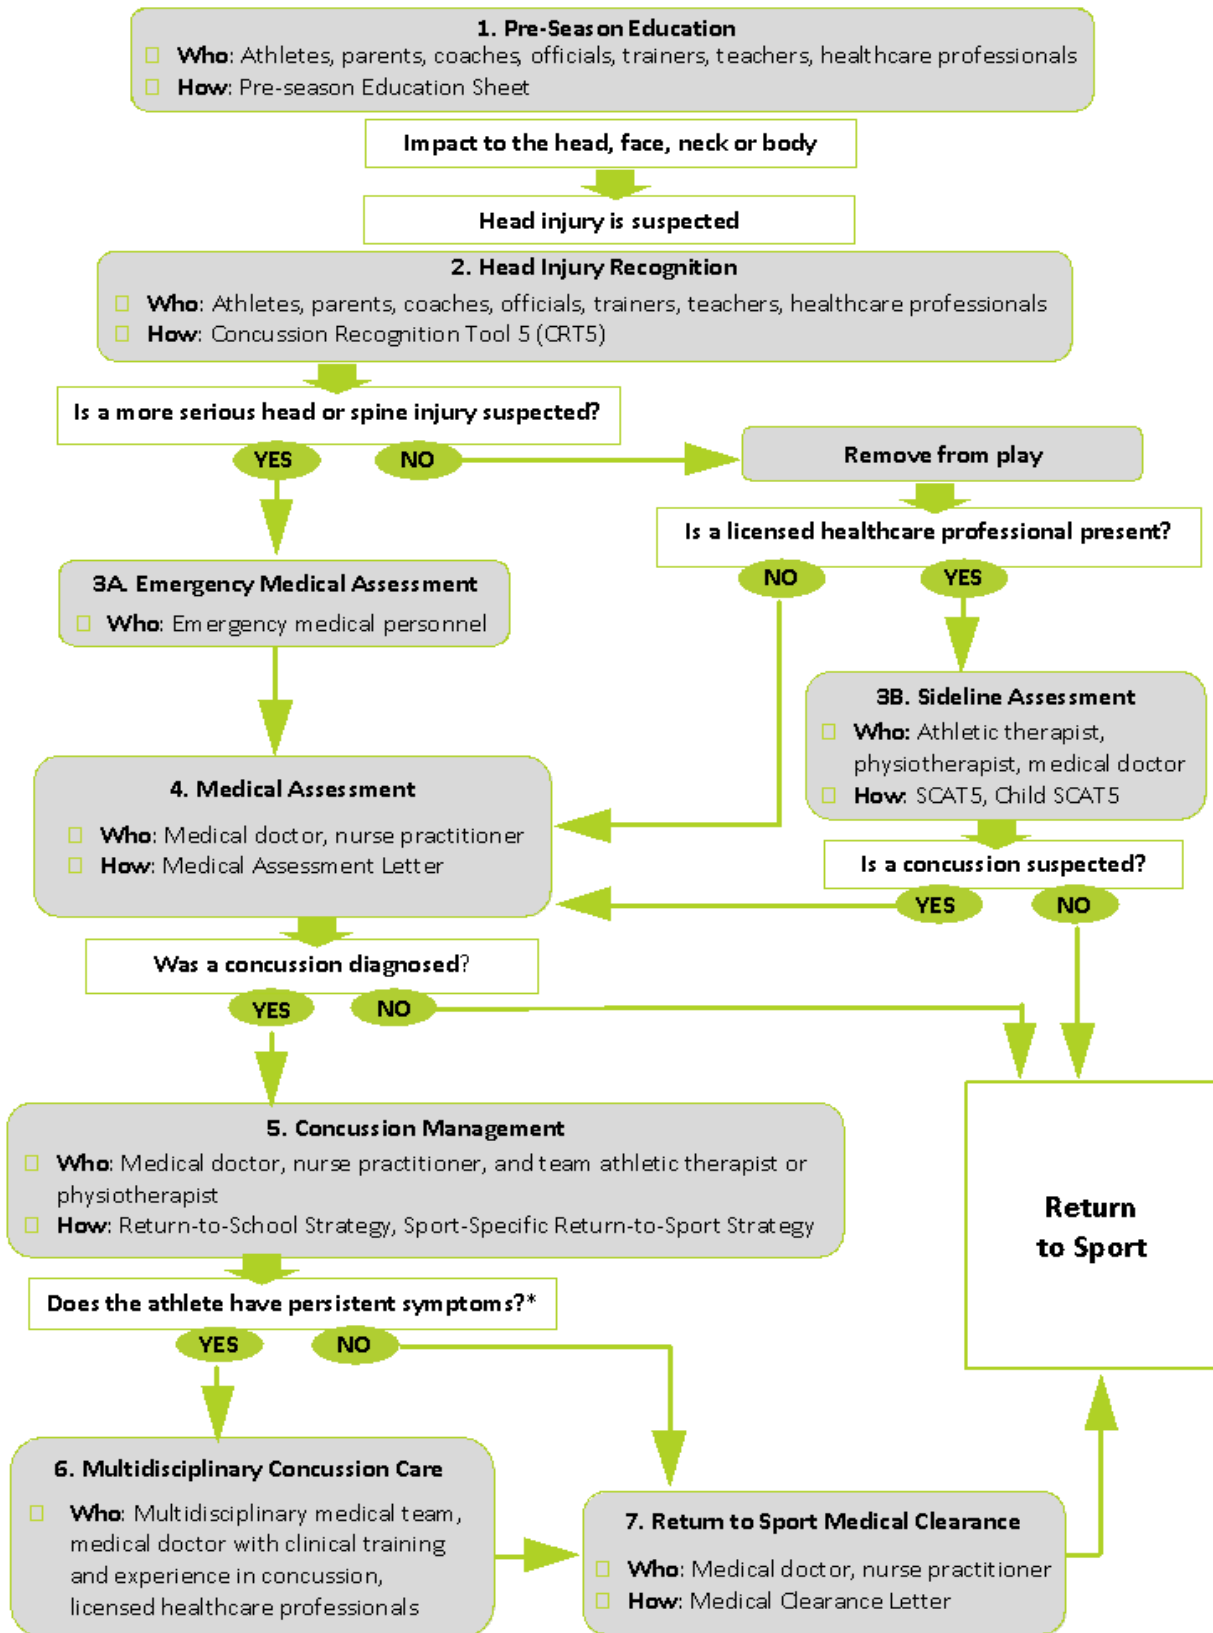 1. Pre-Season Education
Who: Athletes, parents, coaches, officials, trainers, teachers, healthcare professionals
How: Pre-season Education Sheet
Impact to the head, face, neck or body
Head injury is suspected
2. Head Injury Recognition
Who: Athletes, parents, coaches, officials, trainers, teachers, healthcare professionals
How: Concussion Recognition Tool 5 (CRT5)
Is a more serious head or spine injury suspected?
YES
NO
Remove from play
Is a licensed healthcare professional present?
NO
YES
3A. Emergency Medical Assessment
Who: Emergency medical personnel
3B. Sideline Assessment
Who: Athletic therapist,
physiotherapist, medical doctor
How: SCAT5, Child SCAT5
4. Medical Assessment
Who: Medical doctor, nurse practitioner
How: Medical Assessment Letter
Is a concussion suspected?
YES
NO
Was a concussion diagnosed?
YES
NO
5. Concussion Management
Who: Medical doctor, nurse practitioner, and team athletic therapist or
physiotherapist
How: Return-to-School Strategy, Sport-Specific Return-to-Sport Strategy
Return
to Sport
Does the athlete have persistent symptoms?*
YES
NO
6. Multidisciplinary Concussion Care
Who: Multidisciplinary medical team,
medical doctor with clinical training
and experience in concussion,
licensed healthcare professionals
7. Return to Sport Medical Clearance
Who: Medical doctor, nurse practitioner
How: Medical Clearance Letter